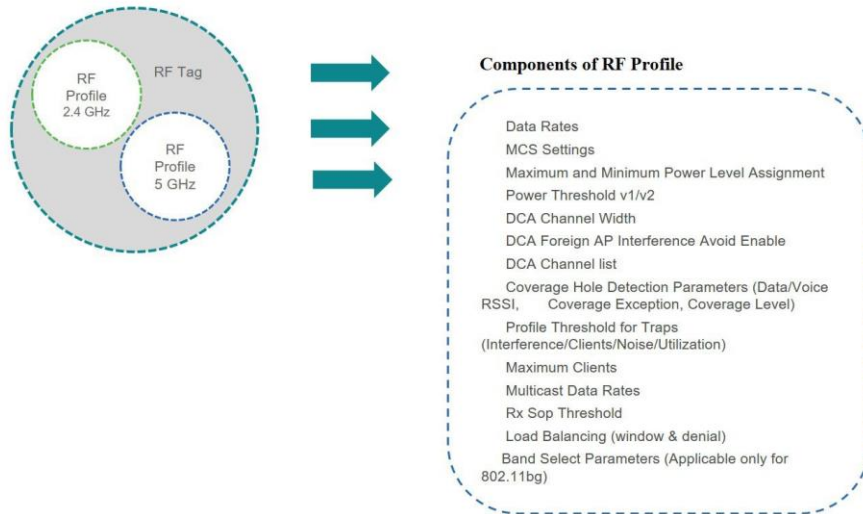 RF Tag
RF
Profile
2.4 GHz
RF
Profile
5 GHz
Components of RF Profile
Data Rates
MCS Settings
Maximum and Minimum Power Level Assignment
Power Threshold v1/v2
DCA Channel Width
DCA Foreign AP Interference Avoid Enable
DCA Channel list
Coverage Hole Detection Parameters (Data/Voice
RSSI, Coverage Exception, Coverage Level)
Profile Threshold for Traps
(Interference/Clients/Noise/Utilization)
Maximum Clients
Multicast Data Rates
Rx Sop Threshold
Load Balancing (window & denial)
Band Select Parameters (Applicable only for
802.11bg)